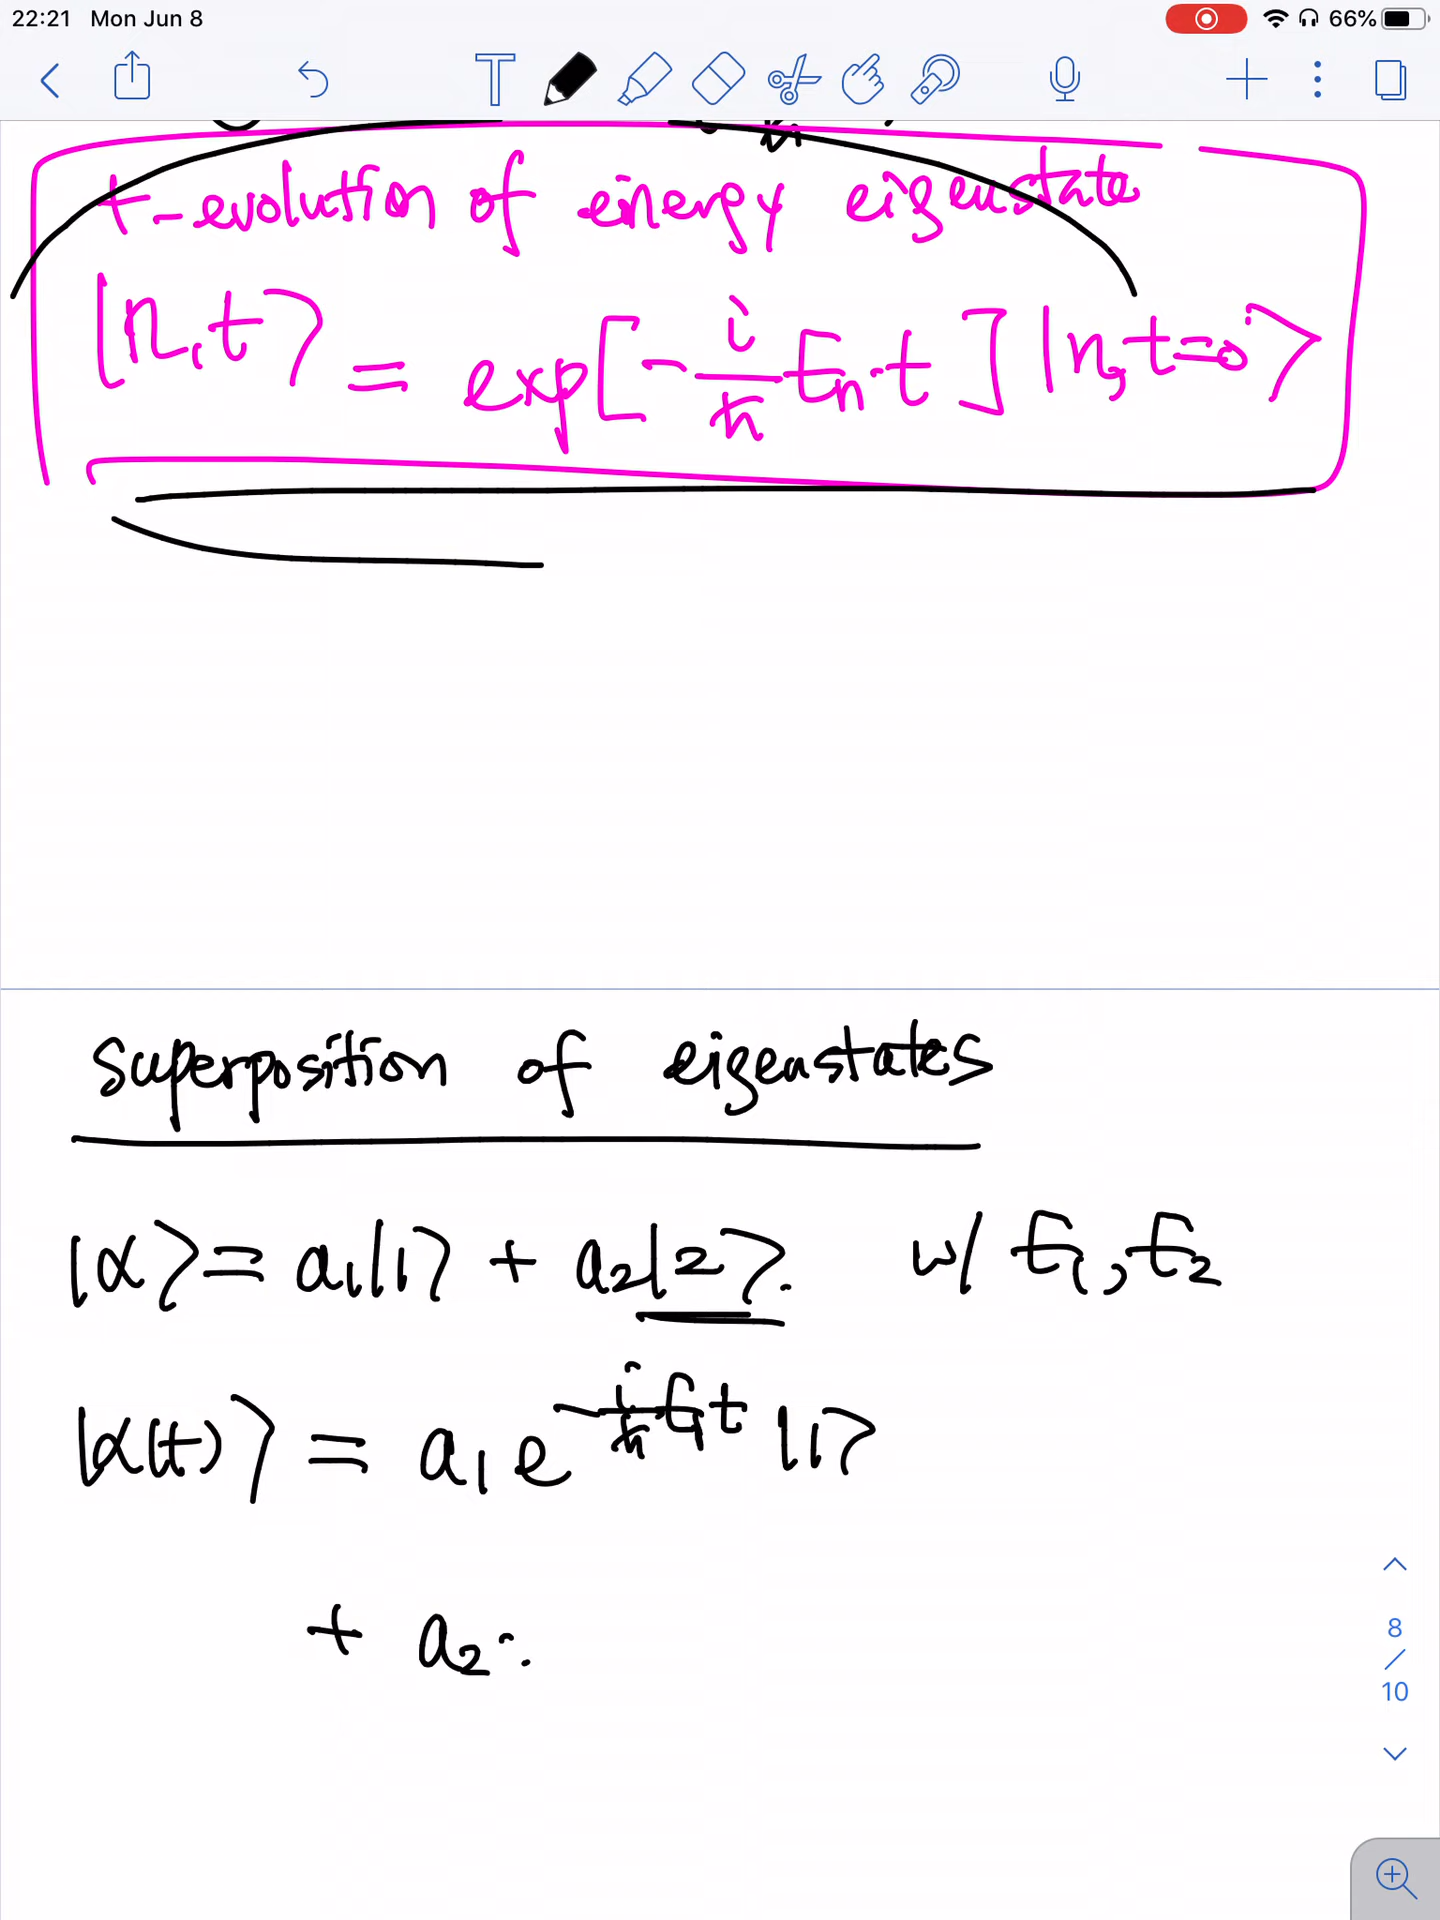 22:21 Mon Jun 8 66%
T
t-evolution of energy eigenstate
|n,t⟩ = exp[-i/ħ Eₙ·t] |n,t=0⟩
superposition of eigenstates
|α⟩ = a₁|1⟩ + a₂|2⟩. w/ E₁, E₂
|α(t)⟩ = a₁ e^{-i/ħ E₁t} |1⟩
+ a₂
8
/
10